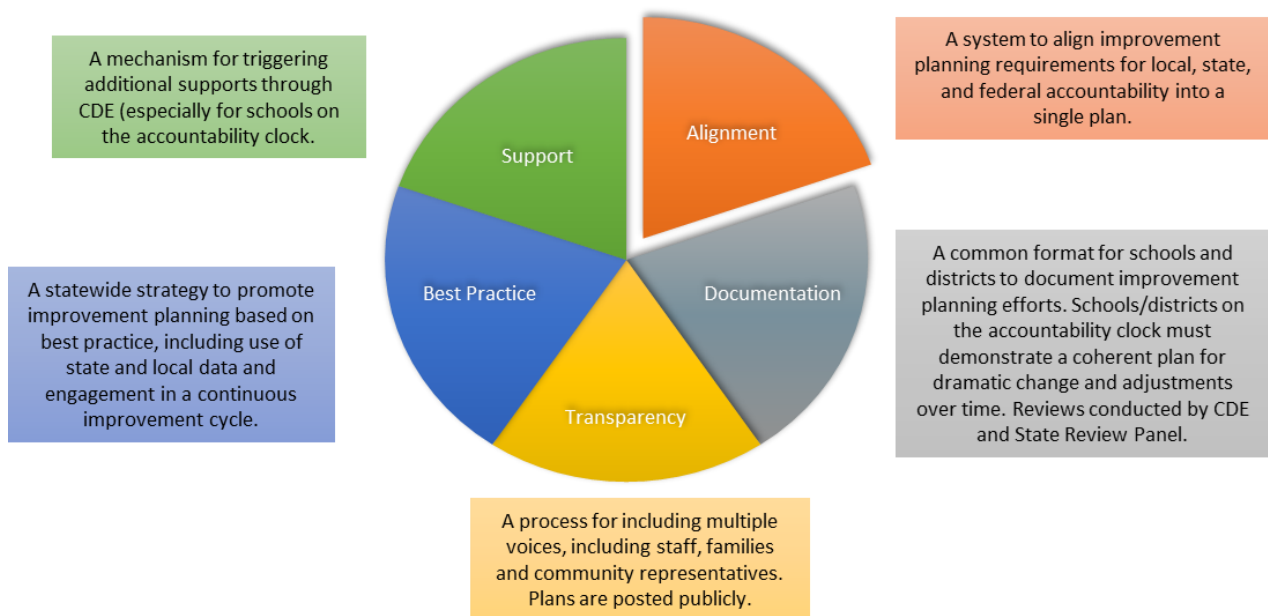 A mechanism for triggering
additional supports through
CDE (especially for schools on
the accountability clock.
A system to align improvement
planning requirements for local, state,
and federal accountability into a
single plan.
Support
Alignment
A statewide strategy to promote
improvement planning based on
best practice, including use of
state and local data and
engagement in a continuous
improvement cycle.
Best Practice
Documentation
A common format for schools and
districts to document improvement
planning efforts. Schools/districts on
the accountability clock must
demonstrate a coherent plan for
dramatic change and adjustments
over time. Reviews conducted by CDE
and State Review Panel.
Transparency
A process for including multiple
voices, including staff, families
and community representatives.
Plans are posted publicly.